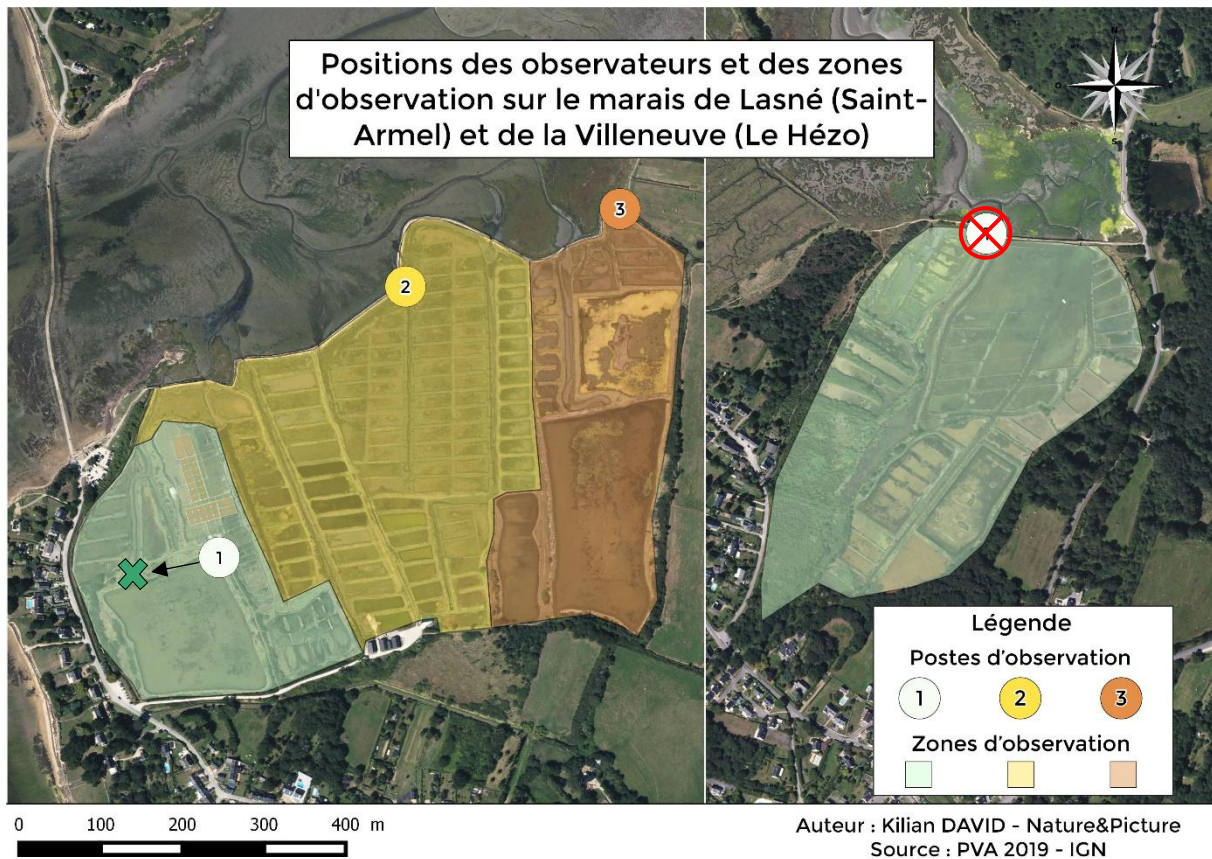 Positions des observateurs et des zones
d'observation sur le marais de Lasné (Saint-
Armel) et de la Villeneuve (Le Hézo)
N
O
S
3
2
1
Légende
Postes d'observation
1 2 3
Zones d'observation
0 100 200 300 400 m
Auteur : Kilian DAVID - Nature&Picture
Source : PVA 2019 - IGN